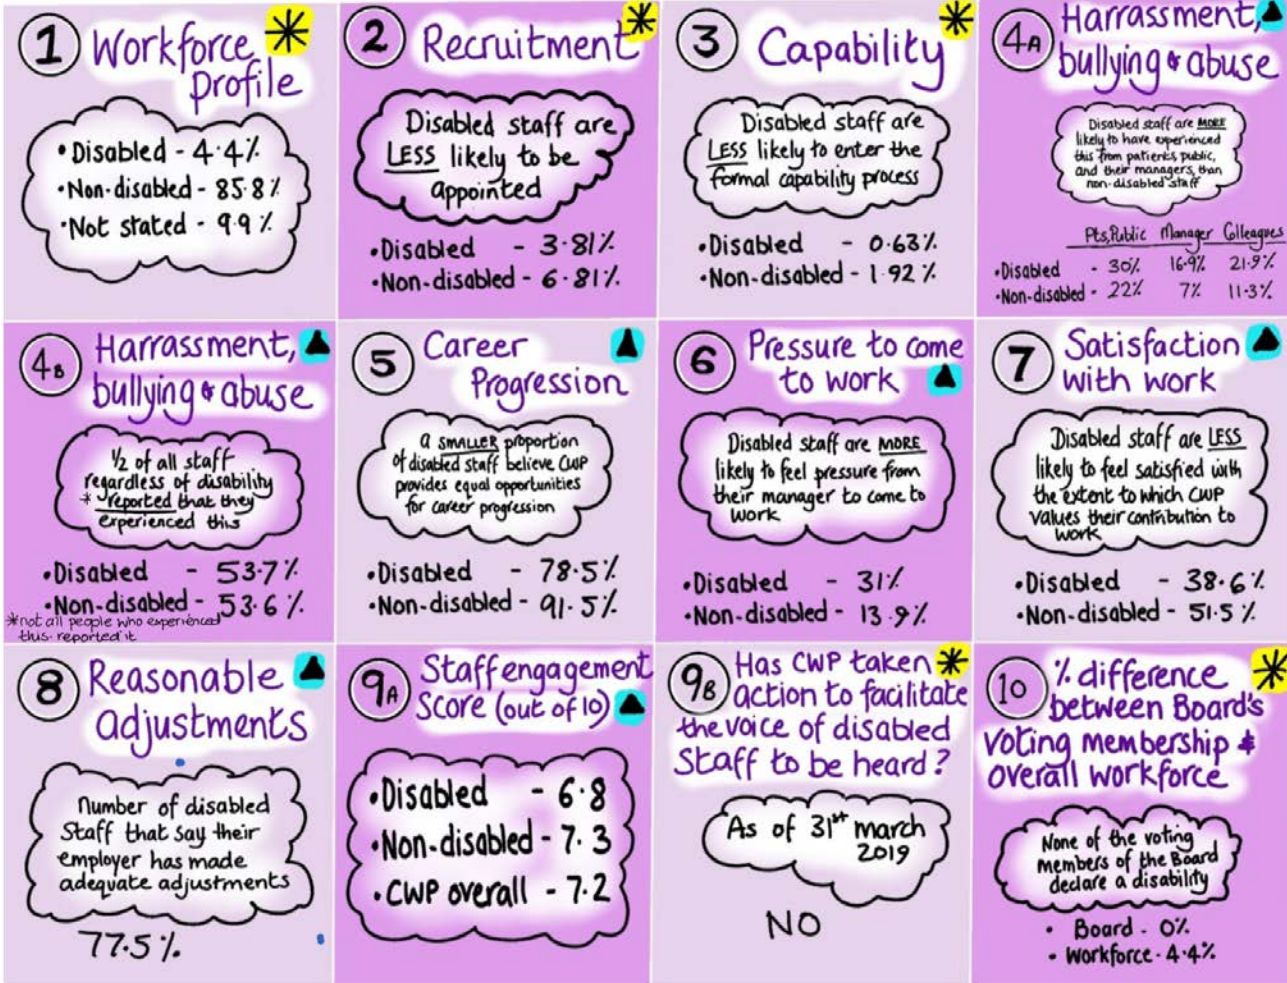 1 Workforce
Profile
• Disabled - 4.4%
• Non-disabled - 85.8%
• Not stated - 9.9%
2 Recruitment
Disabled staff are
LESS likely to be
appointed
• Disabled - 3.81%
• Non-disabled - 6.81%
3 Capability
Disabled staff are
LESS likely to enter the
formal capability process
• Disabled - 0.63%
• Non-disabled - 1.92%
4A Harrassment,
bullying & abuse
Disabled staff are MORE
likely to have experienced
this from patients, public,
and their managers, than
non-disabled staff
Pts, Public Manager Colleagues
• Disabled - 30% 16.9% 21.9%
• Non-disabled - 22% 7% 11.3%
4B Harrassment,
bullying & abuse
1/2 of all staff
regardless of disability
* reported that they
experienced this
• Disabled - 53.7%
• Non-disabled - 53.6%
*not all people who experienced
this reported it
5 Career
Progression
a SMALLER proportion
of disabled staff believe CWP
provides equal opportunities
for career progression
• Disabled - 78.5%
• Non-disabled - 91.5%
6 Pressure to come
to work
Disabled staff are MORE
likely to feel pressure from
their manager to come to
work
• Disabled - 31%
• Non-disabled - 13.9%
7 Satisfaction
with work
Disabled staff are LESS
likely to feel satisfied with
the extent to which CWP
values their contribution to
work
• Disabled - 38.6%
• Non-disabled - 51.5%
8 Reasonable
adjustments
Number of disabled
Staff that say their
employer has made
adequate adjustments
77.5%
9A Staff engagement
Score (out of 10)
• Disabled - 6.8
• Non-disabled - 7.3
• CWP overall - 7.2
9B Has CWP taken
action to facilitate
the voice of disabled
Staff to be heard?
As of 31st march
2019
NO
10 % difference
between Board's
Voting membership &
overall workforce
None of the voting
members of the Board
declare a disability
• Board - 0%
• Workforce - 4.4%